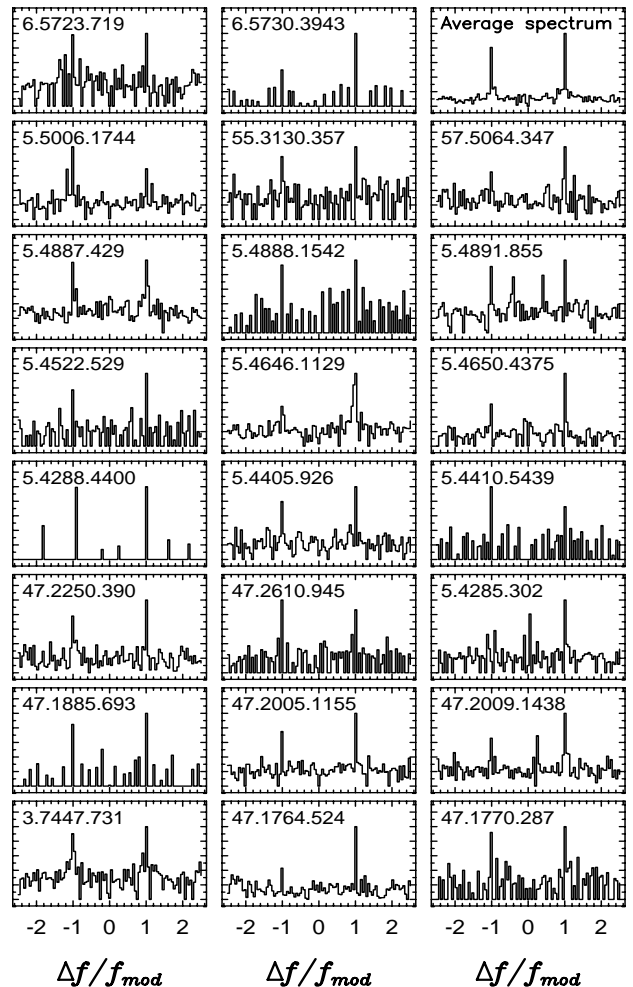 6.5723.719 6.5730.3943 Average spectrum
5.5006.1744 55.3130.357 57.5064.347
5.4887.429 5.4888.1542 5.4891.855
5.4522.529 5.4646.1129 5.4650.4375
5.4288.4400 5.4405.926 5.4410.5439
47.2250.390 47.2610.945 5.4285.302
47.1885.693 47.2005.1155 47.2009.1438
3.7447.731 47.1764.524 47.1770.287
-2 -1 0 1 2 -2 -1 0 1 2 -2 -1 0 1 2
Δf/f_mod Δf/f_mod Δf/f_mod